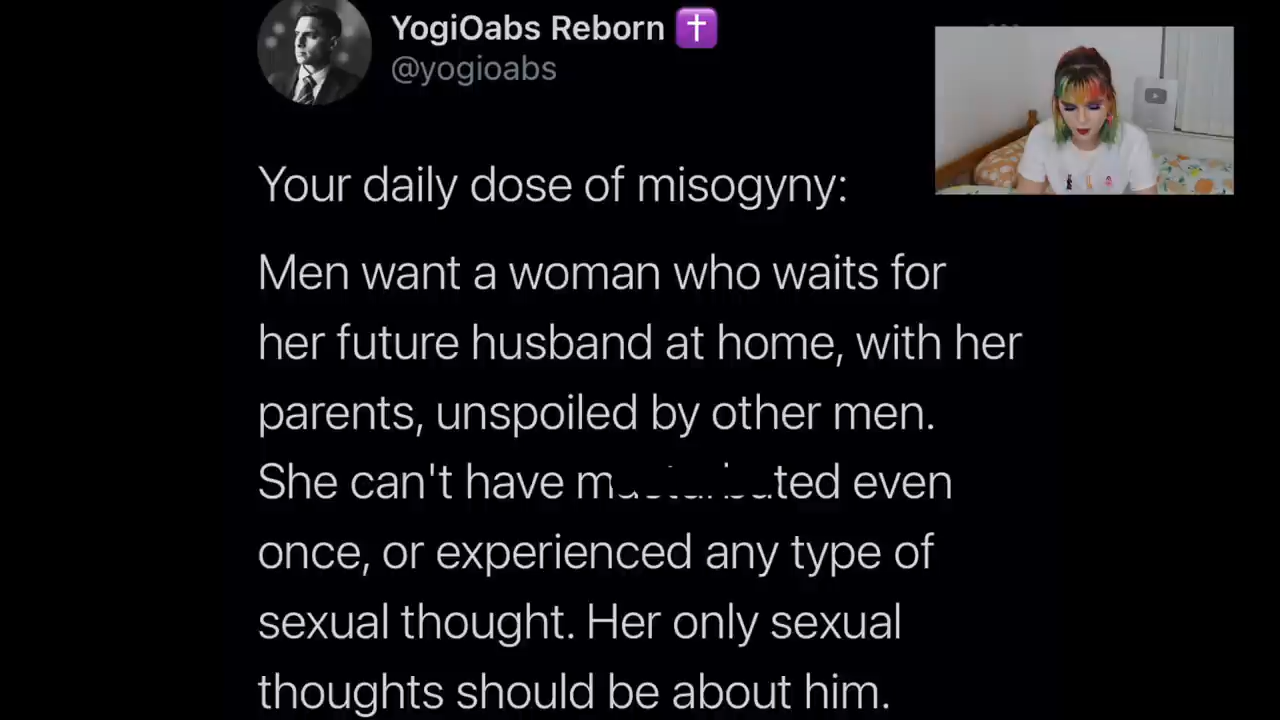 YogiOabs Reborn
@yogioabs
Your daily dose of misogyny:
Men want a woman who waits for
her future husband at home, with her
parents, unspoiled by other men.
She can't have masturbated even
once, or experienced any type of
sexual thought. Her only sexual
thoughts should be about him.